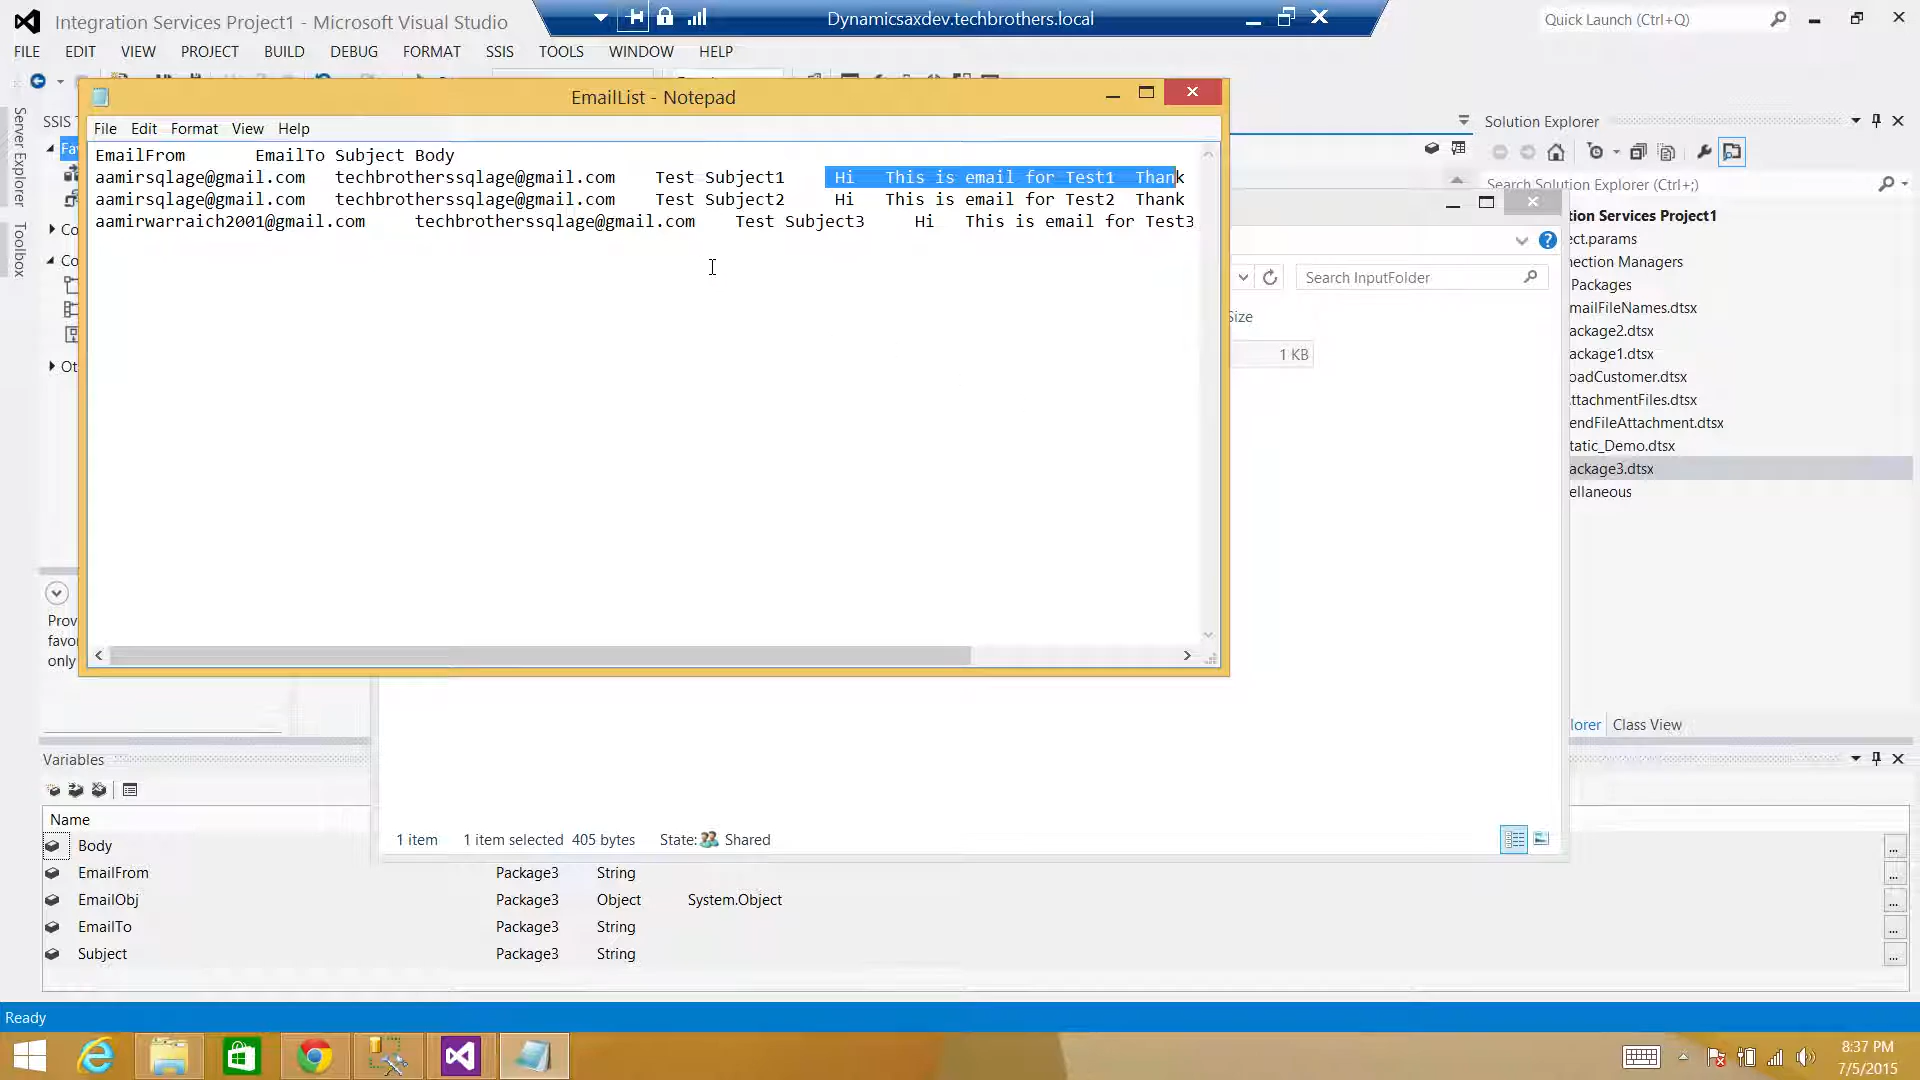 Integration Services Project1 - Microsoft Visual Studio
Dynamicsaxdev.techbrothers.local
Quick Launch (Ctrl+Q)
FILE EDIT VIEW PROJECT BUILD DEBUG FORMAT SSIS TOOLS WINDOW HELP
EmailList - Notepad
File Edit Format View Help
EmailFrom EmailTo Subject Body
aamirsqlage@gmail.com techbrotherssqlage@gmail.com Test Subject1 Hi This is email for Test1 Thank
aamirsqlage@gmail.com techbrotherssqlage@gmail.com Test Subject2 Hi This is email for Test2 Thank
aamirwarraich2001@gmail.com techbrotherssqlage@gmail.com Test Subject3 Hi This is email for Test3
Server Explorer
Toolbox
SSIS T
Fav
Co
Co
Ot
Prov
favo
only
Search InputFolder
Size
1 KB
Solution Explorer
Search Solution Explorer (Ctrl+;)
tion Services Project1
ect.params
nection Managers
Packages
mailFileNames.dtsx
ackage2.dtsx
ackage1.dtsx
oadCustomer.dtsx
ttachmentFiles.dtsx
endFileAttachment.dtsx
tatic_Demo.dtsx
ackage3.dtsx
ellaneous
lorer Class View
1 item 1 item selected 405 bytes State: Shared
Variables
Name
Body
EmailFrom Package3 String
EmailObj Package3 Object System.Object
EmailTo Package3 String
Subject Package3 String
Ready
8:37 PM
7/5/2015